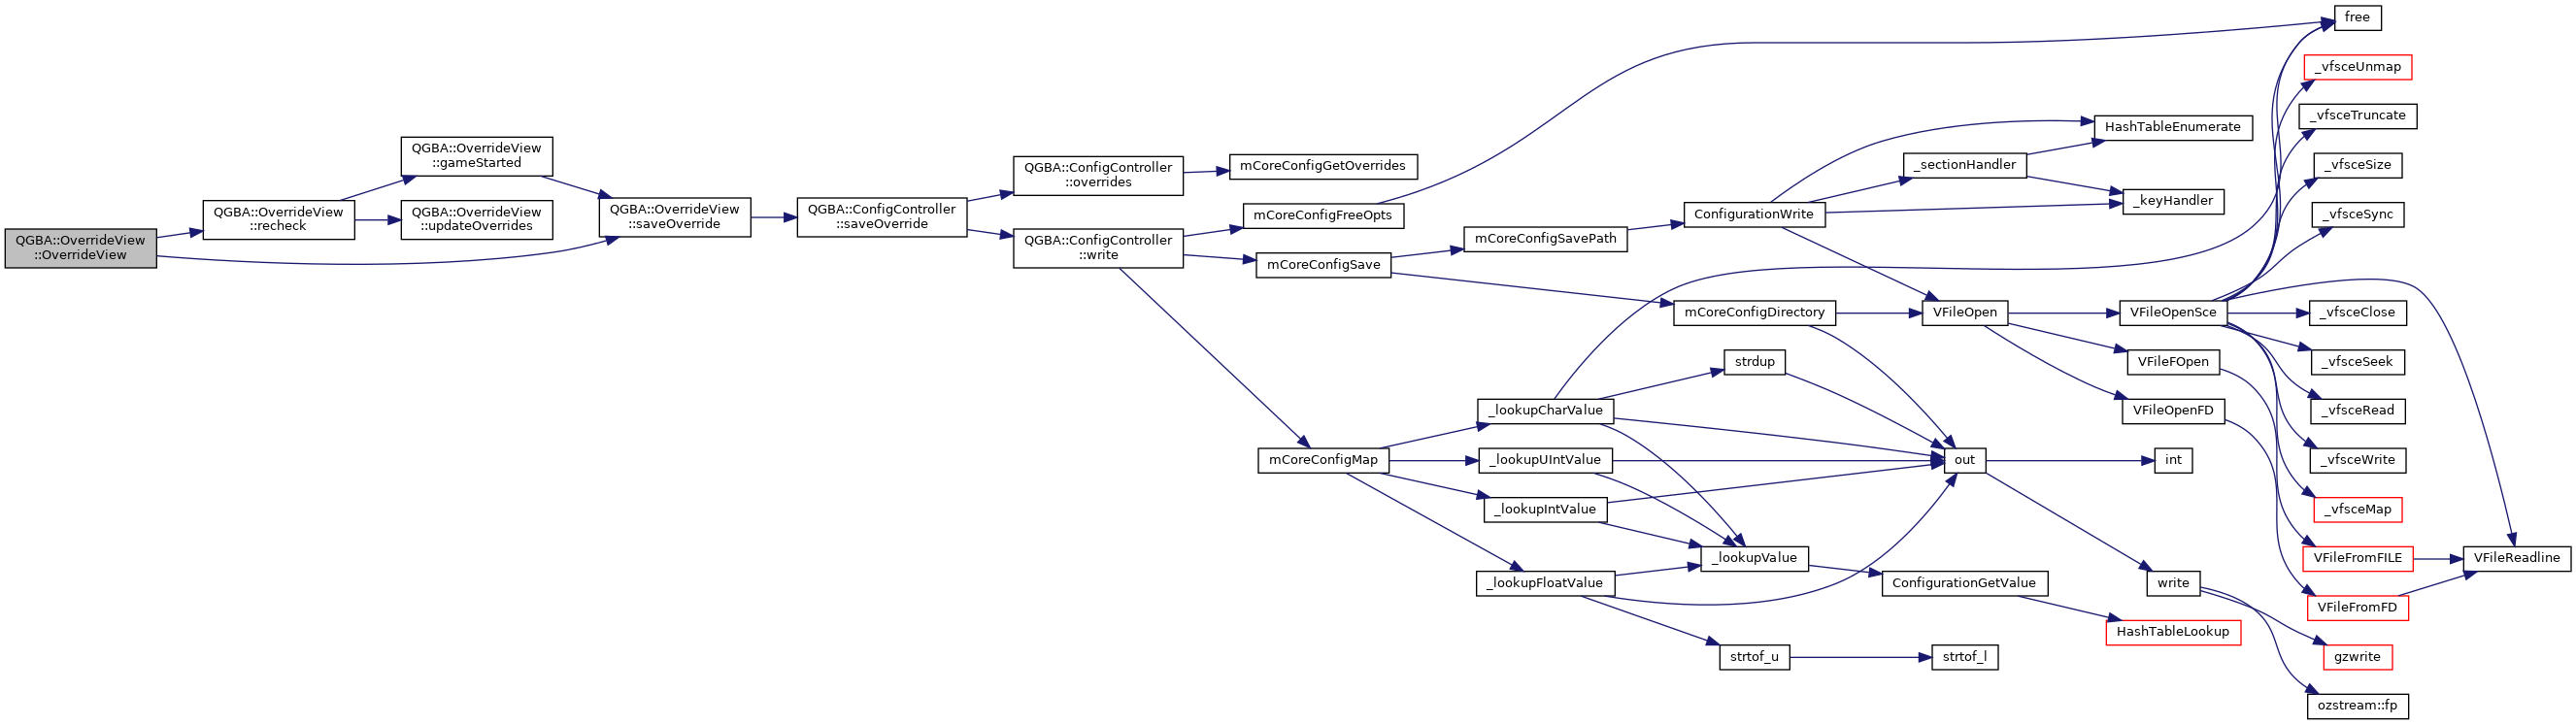 QGBA::OverrideView
::OverrideView
QGBA::OverrideView
::recheck
QGBA::OverrideView
::gameStarted
QGBA::OverrideView
::updateOverrides
QGBA::OverrideView
::saveOverride
QGBA::ConfigController
::saveOverride
QGBA::ConfigController
::overrides
QGBA::ConfigController
::write
mCoreConfigGetOverrides
mCoreConfigFreeOpts
mCoreConfigSave
mCoreConfigMap
mCoreConfigSavePath
mCoreConfigDirectory
_lookupCharValue
_lookupUIntValue
_lookupIntValue
_lookupFloatValue
ConfigurationWrite
strdup
_lookupValue
strtof_u
_sectionHandler
VFileOpen
out
ConfigurationGetValue
strtof_l
HashTableEnumerate
_keyHandler
VFileOpenSce
VFileFOpen
VFileOpenFD
int
write
HashTableLookup
free
_vfsceUnmap
_vfsceTruncate
_vfsceSize
_vfsceSync
_vfsceClose
_vfsceSeek
_vfsceRead
_vfsceWrite
_vfsceMap
VFileFromFILE
VFileFromFD
gzwrite
ozstream::fp
VFileReadline